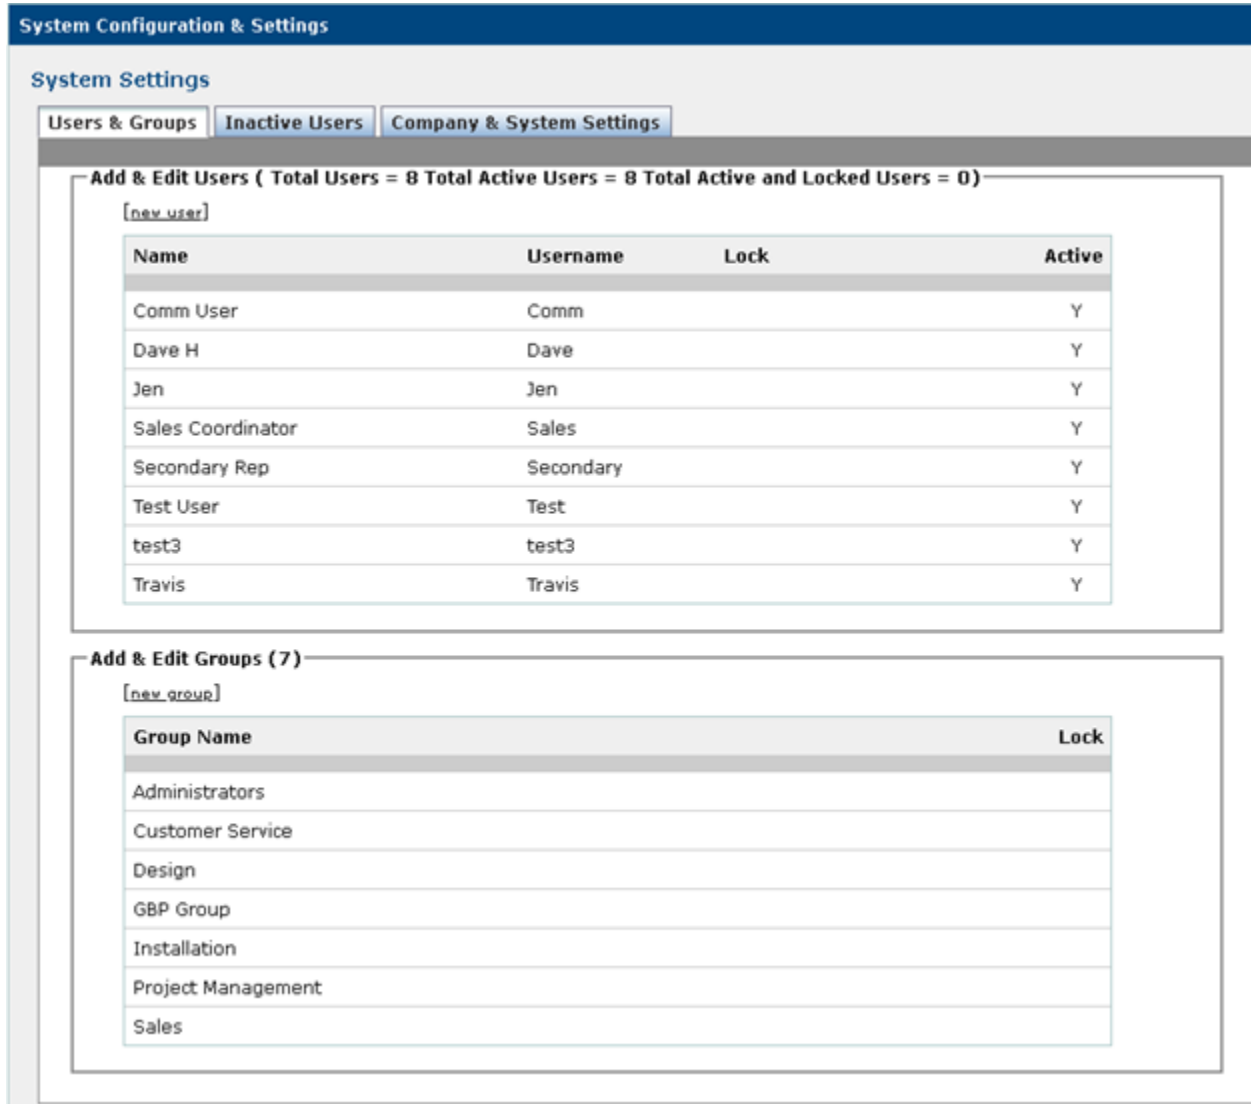 System Configuration & Settings
System Settings
Users & Groups Inactive Users Company & System Settings
Add & Edit Users ( Total Users = 8 Total Active Users = 8 Total Active and Locked Users = 0)
[new user]
Name Username Lock Active
Comm User Comm Y
Dave H Dave Y
Jen Jen Y
Sales Coordinator Sales Y
Secondary Rep Secondary Y
Test User Test Y
test3 test3 Y
Travis Travis Y
Add & Edit Groups (7)
[new group]
Group Name Lock
Administrators
Customer Service
Design
GBP Group
Installation
Project Management
Sales